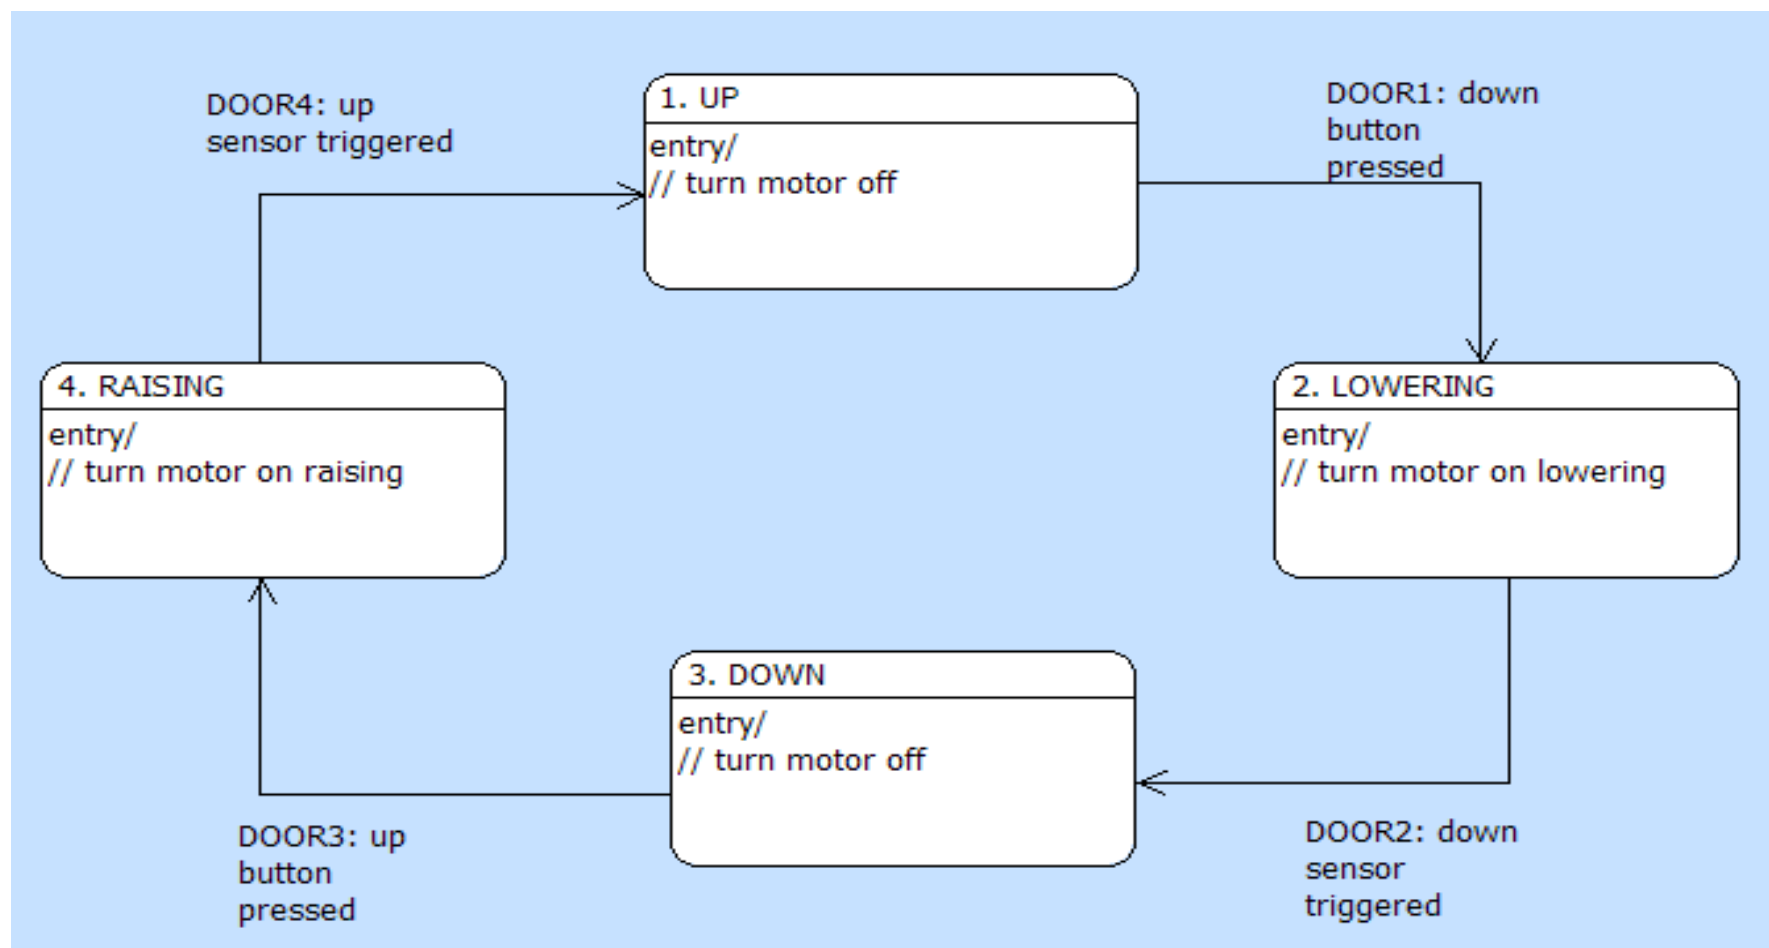 DOOR4: up
sensor triggered
1. UP
entry/
// turn motor off
DOOR1: down
button
pressed
4. RAISING
entry/
// turn motor on raising
2. LOWERING
entry/
// turn motor on lowering
3. DOWN
entry/
// turn motor off
DOOR3: up
button
pressed
DOOR2: down
sensor
triggered